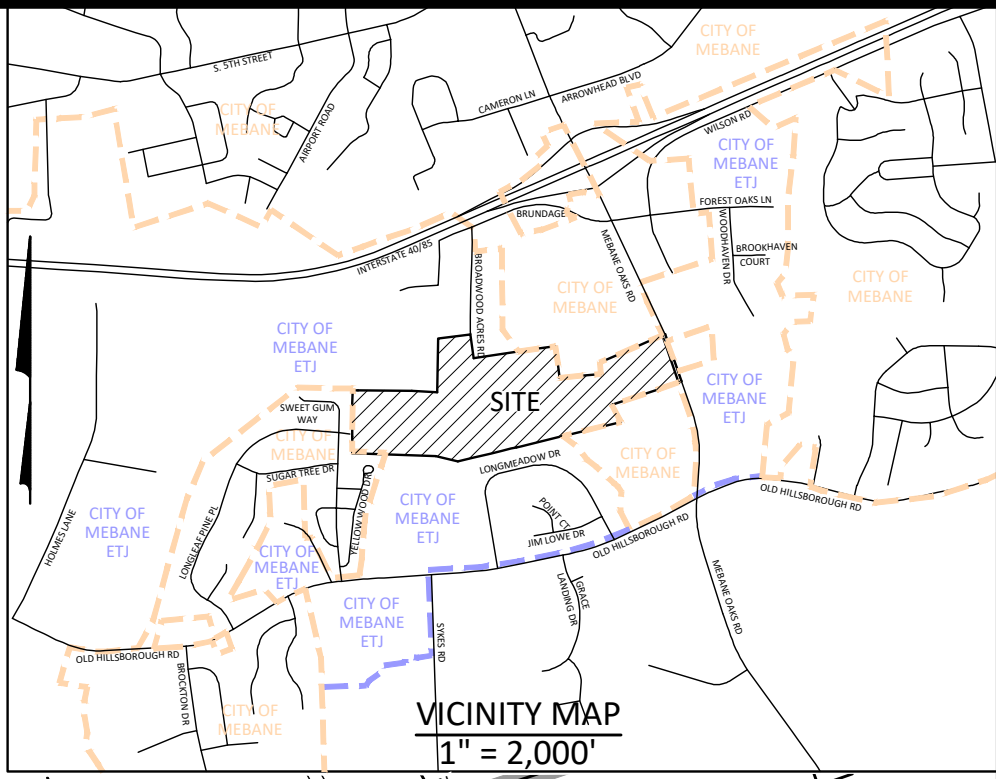 CITY OF
MEBANE
S. 5TH STREET
CITY OF
MEBANE
AIRPORT ROAD
CAMERON LN
ARROWHEAD BLVD
WILSON RD
CITY OF
MEBANE
ETJ
FOREST OAKS LN
BRUNDAGE
WOODHAVEN DR
BROOKHAVEN
COURT
INTERSTATE 40/85
BROADWOOD ACRES RD
MEBANE OAKS RD
CITY OF
MEBANE
CITY OF
MEBANE
CITY OF
MEBANE
ETJ
CITY OF
MEBANE
ETJ
SITE
SWEET GUM
WAY
CITY OF
MEBANE
SUGAR TREE DR
YELLOW WOOD DR
LONGMEADOW DR
CITY OF
MEBANE
OLD HILLSBOROUGH RD
HOLMES LANE
CITY OF
MEBANE
ETJ
LONGLEAF PINE PL
CITY OF
MEBANE
ETJ
CITY OF
MEBANE
ETJ
POINT CT
JIM LOWE DR
OLD HILLSBOROUGH RD
CITY OF
MEBANE
ETJ
GRACE
LANDING DR
MEBANE OAKS RD
SYKES RD
OLD HILLSBOROUGH RD
BROCKTON DR
CITY OF
MEBANE
VICINITY MAP
1" = 2,000'